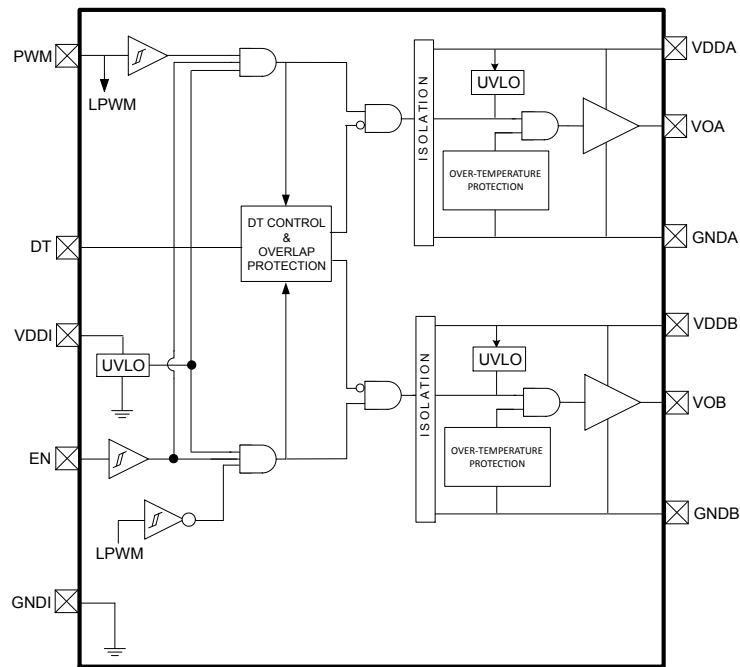 PWM
LPWM
DT
DT CONTROL
&
OVERLAP
PROTECTION
VDDI
UVLO
EN
LPWM
GNDI
ISOLATION
UVLO
OVER-TEMPERATURE
PROTECTION
VDDA
VOA
GNDA
ISOLATION
UVLO
OVER-TEMPERATURE
PROTECTION
VDDB
VOB
GNDB